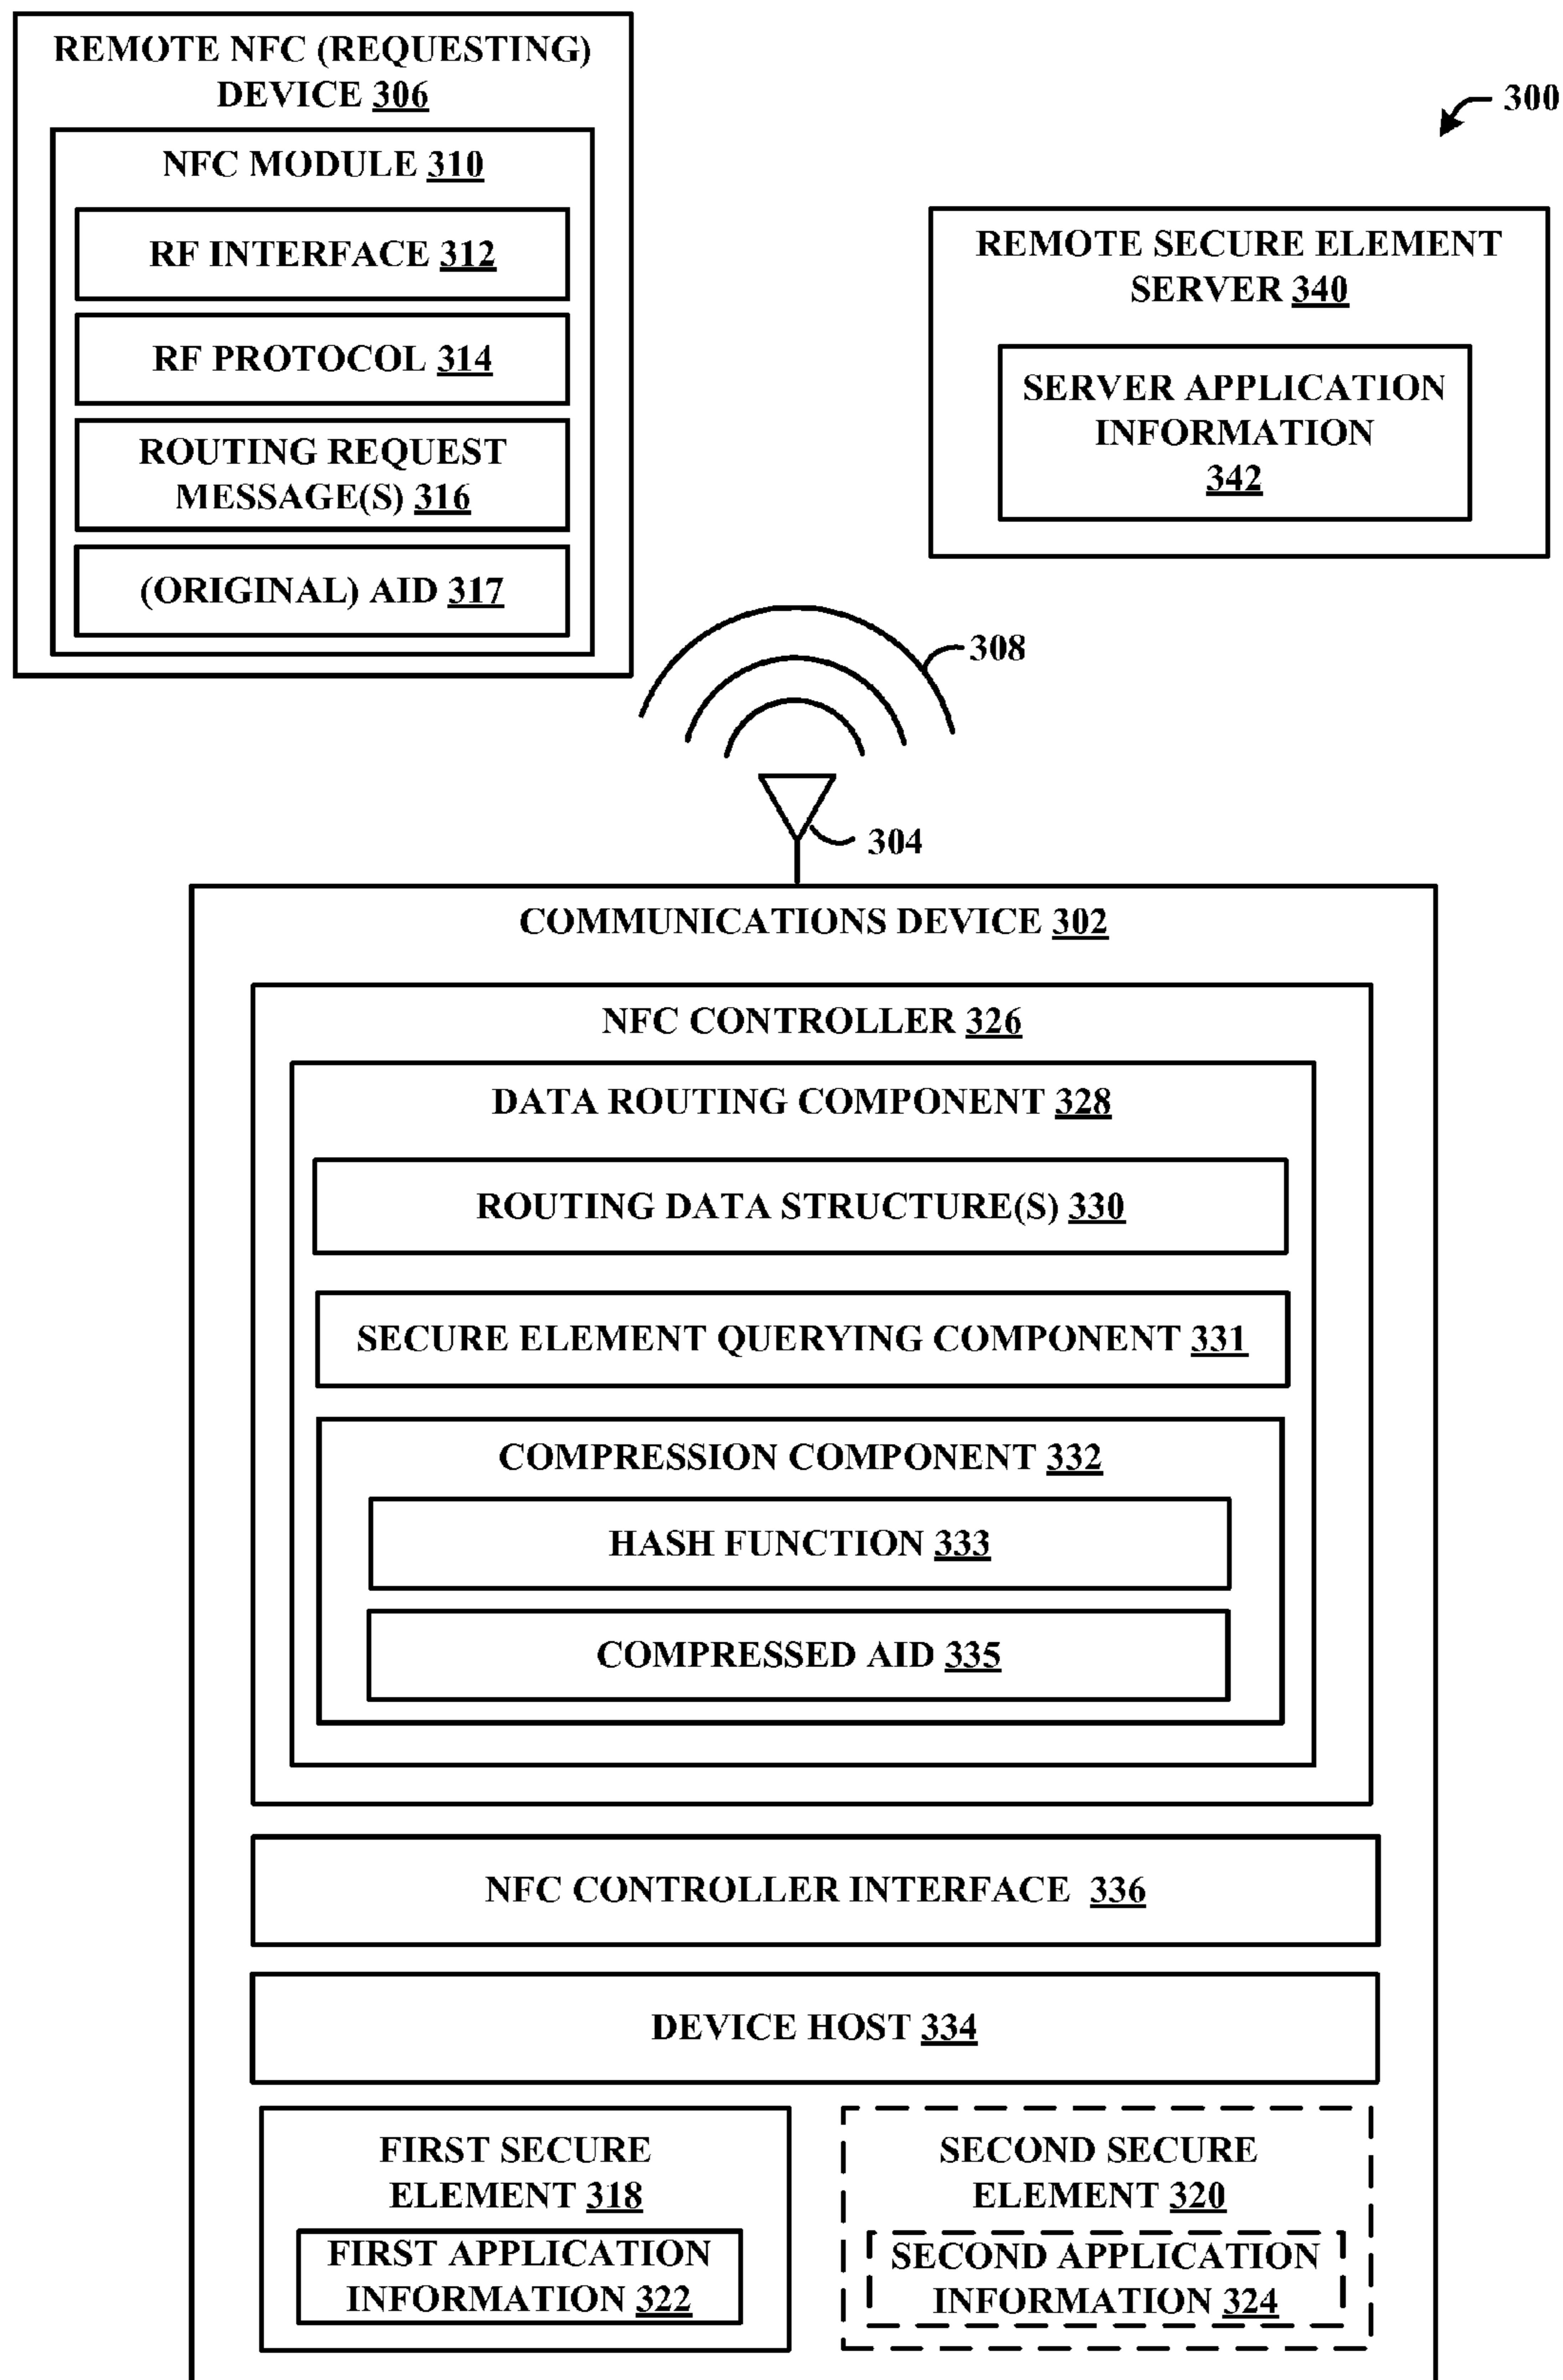 REMOTE NFC (REQUESTING)
DEVICE 306
NFC MODULE 310
RF INTERFACE 312
RF PROTOCOL 314
ROUTING REQUEST
MESSAGE(S) 316
(ORIGINAL) AID 317
300
REMOTE SECURE ELEMENT
SERVER 340
SERVER APPLICATION
INFORMATION
342
308
304
COMMUNICATIONS DEVICE 302
NFC CONTROLLER 326
DATA ROUTING COMPONENT 328
ROUTING DATA STRUCTURE(S) 330
SECURE ELEMENT QUERYING COMPONENT 331
COMPRESSION COMPONENT 332
HASH FUNCTION 333
COMPRESSED AID 335
NFC CONTROLLER INTERFACE 336
DEVICE HOST 334
FIRST SECURE
ELEMENT 318
FIRST APPLICATION
INFORMATION 322
SECOND SECURE
ELEMENT 320
SECOND APPLICATION
INFORMATION 324